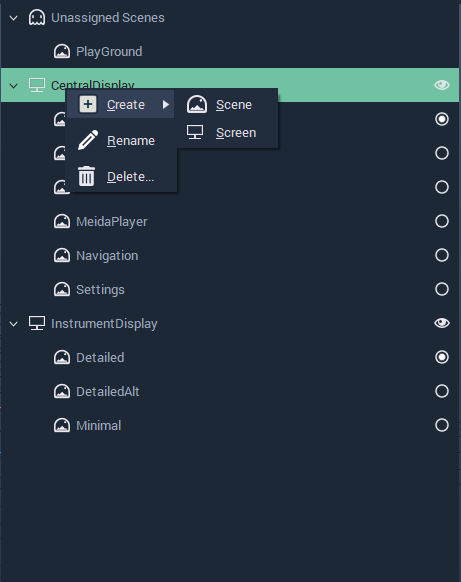 Unassigned Scenes
PlayGround
CentralDisplay
Create
Scene
Screen
Rename
Delete...
MeidaPlayer
Navigation
Settings
InstrumentDisplay
Detailed
DetailedAlt
Minimal